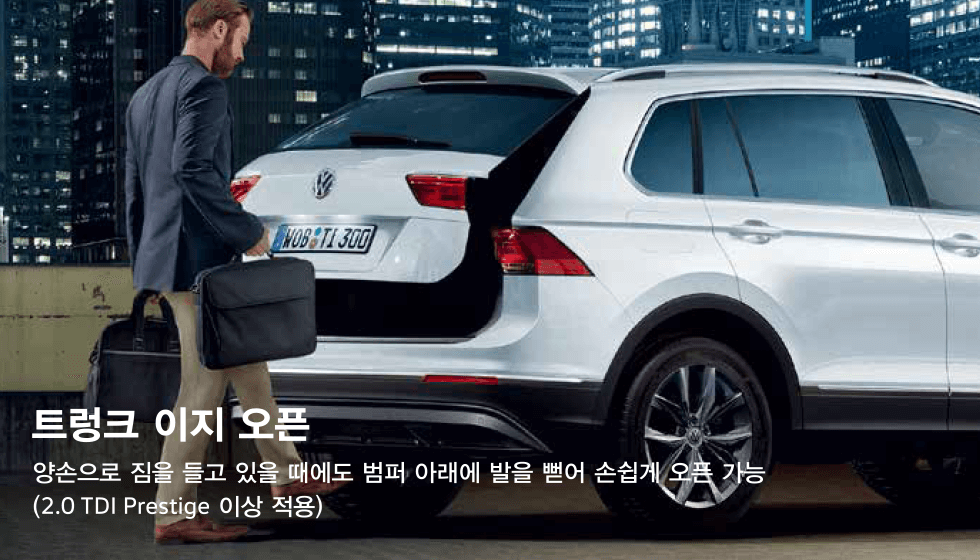 WOB TI 300
트렁크 이지 오픈
양손으로 짐을 들고 있을 때에도 범퍼 아래에 발을 뻗어 손쉽게 오픈 가능
(2.0 TDI Prestige 이상 적용)